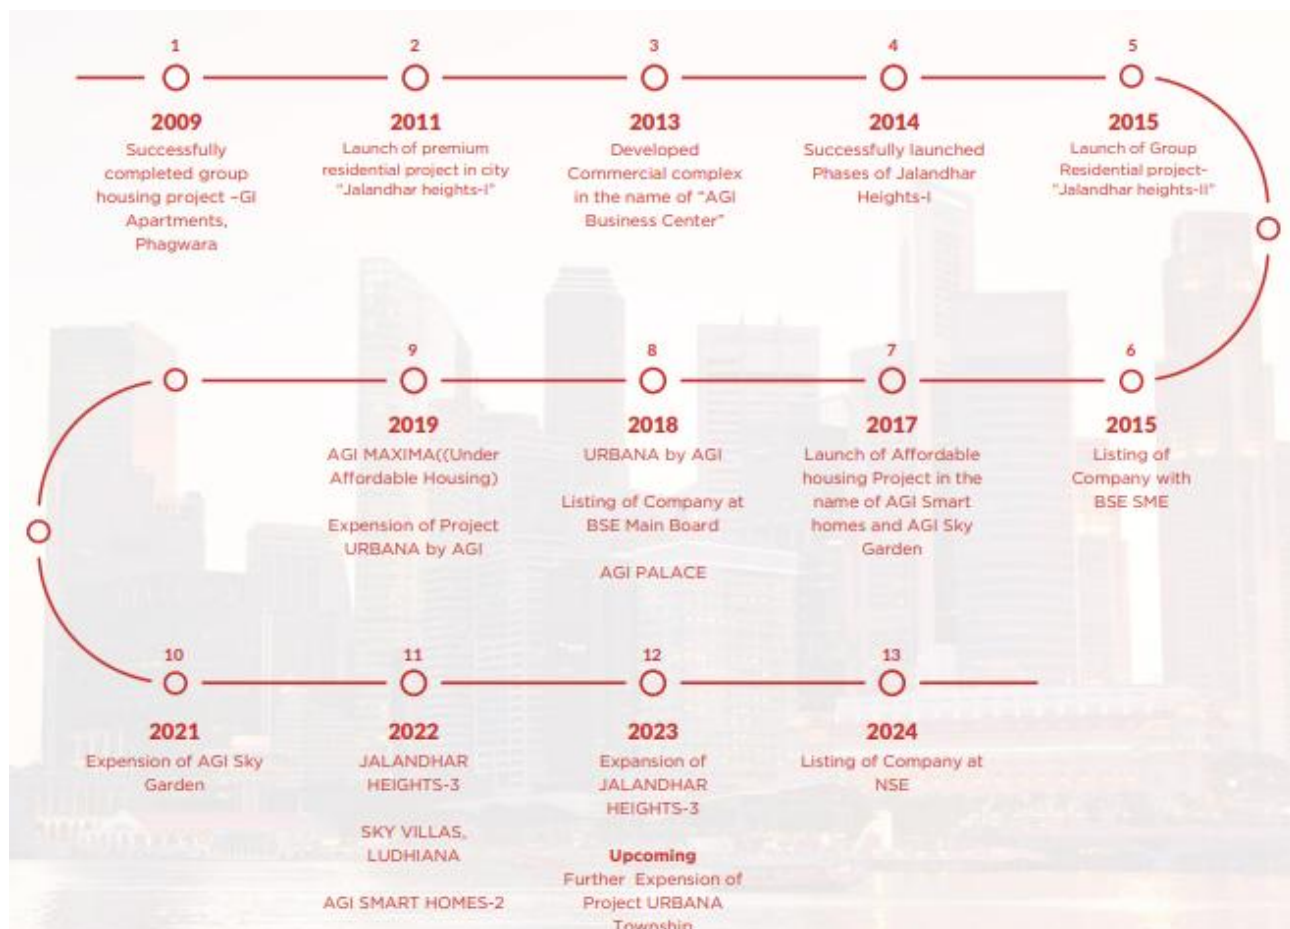 1
2009
Successfully
completed group
housing project –GI
Apartments,
Phagwara
2
2011
Launch of premium
residential project in city
"Jalandhar heights-I"
3
2013
Developed
Commercial complex
in the name of "AGI
Business Center"
4
2014
Successfully launched
Phases of Jalandhar
Heights-I
5
2015
Launch of Group
Residential project-
"Jalandhar heights-II"
6
2015
Listing of
Company with
BSE SME
7
2017
Launch of Affordable
housing Project in the
name of AGI Smart
homes and AGI Sky
Garden
8
2018
URBANA by AGI
Listing of Company at
BSE Main Board
AGI PALACE
9
2019
AGI MAXIMA((Under
Affordable Housing)
Expension of Project
URBANA by AGI
10
2021
Expension of AGI Sky
Garden
11
2022
JALANDHAR
HEIGHTS-3
SKY VILLAS,
LUDHIANA
AGI SMART HOMES-2
12
2023
Expansion of
JALANDHAR
HEIGHTS-3
Upcoming
Further Expension of
Project URBANA
Township
13
2024
Listing of Company at
NSE